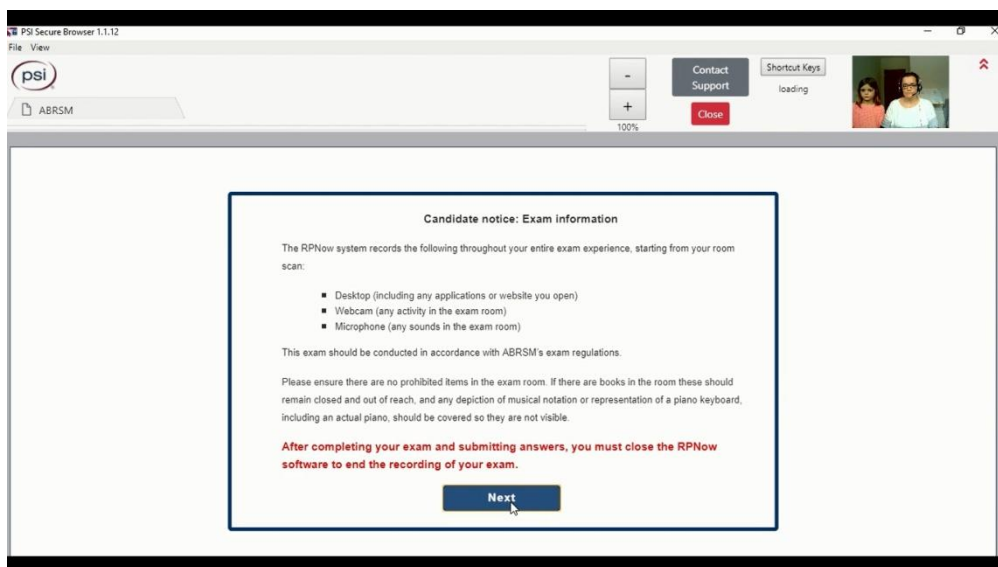 PSI Secure Browser 1.1.12
File View
psi
ABRSM
-
+
100%
Contact
Support
Close
Shortcut Keys
loading
Candidate notice: Exam information
The RPNow system records the following throughout your entire exam experience, starting from your room
scan:
Desktop (including any applications or website you open)
Webcam (any activity in the exam room)
Microphone (any sounds in the exam room)
This exam should be conducted in accordance with ABRSM's exam regulations.
Please ensure there are no prohibited items in the exam room. If there are books in the room these should
remain closed and out of reach, and any depiction of musical notation or representation of a piano keyboard,
including an actual piano, should be covered so they are not visible.
After completing your exam and submitting answers, you must close the RPNow
software to end the recording of your exam.
Next